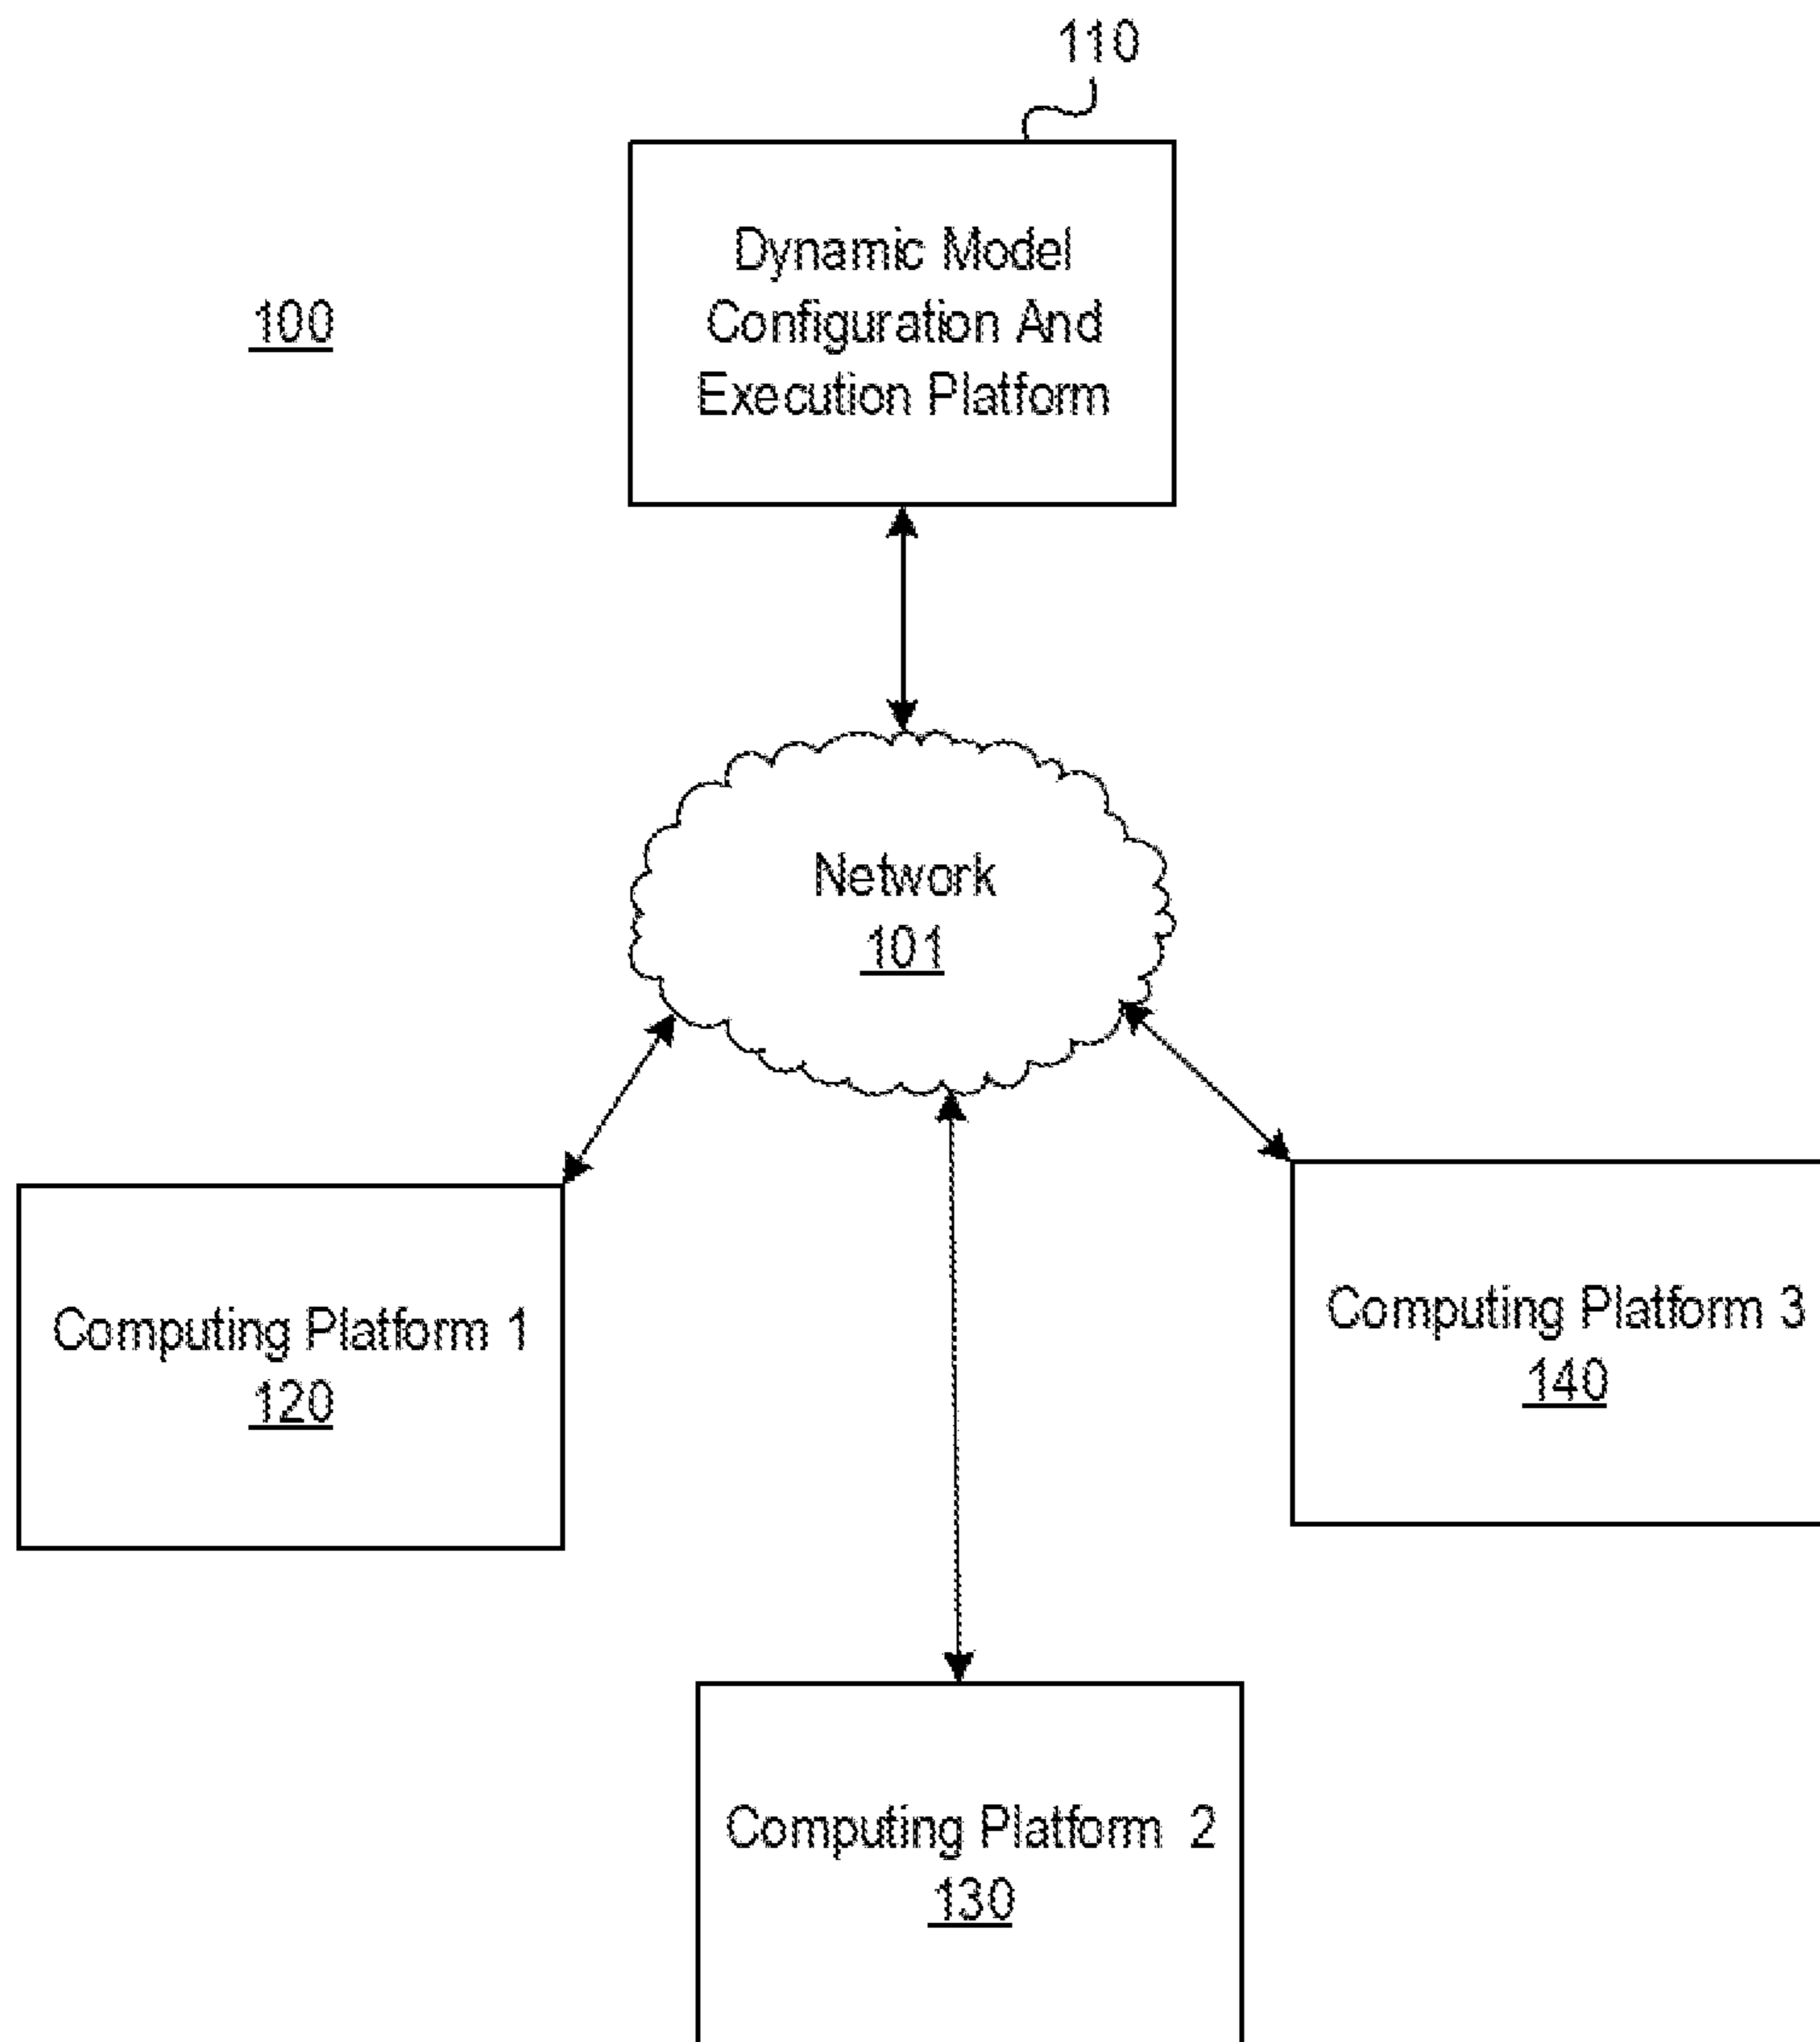 110
Dynamic Model
Configuration And
Execution Platform
100
Network
101
Computing Platform 1
120
Computing Platform 3
140
Computing Platform 2
130